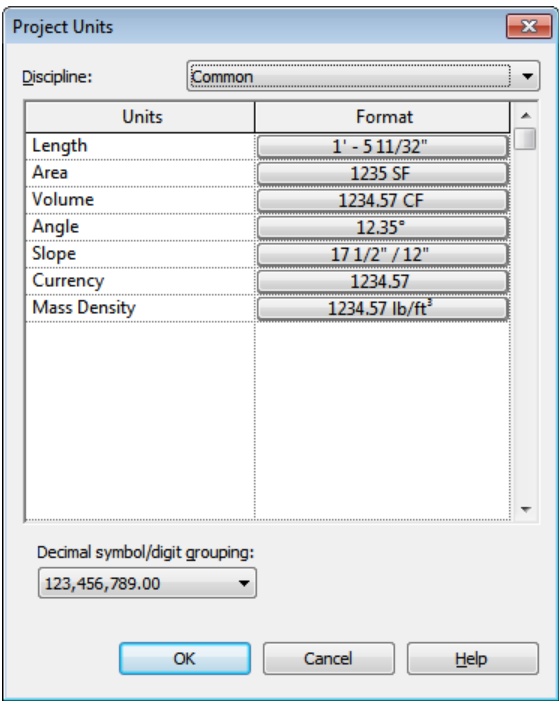 Project Units
Discipline: Common
Units Format
Length 1' - 5 11/32"
Area 1235 SF
Volume 1234.57 CF
Angle 12.35°
Slope 17 1/2" / 12"
Currency 1234.57
Mass Density 1234.57 lb/ft³
Decimal symbol/digit grouping:
123,456,789.00
OK Cancel Help